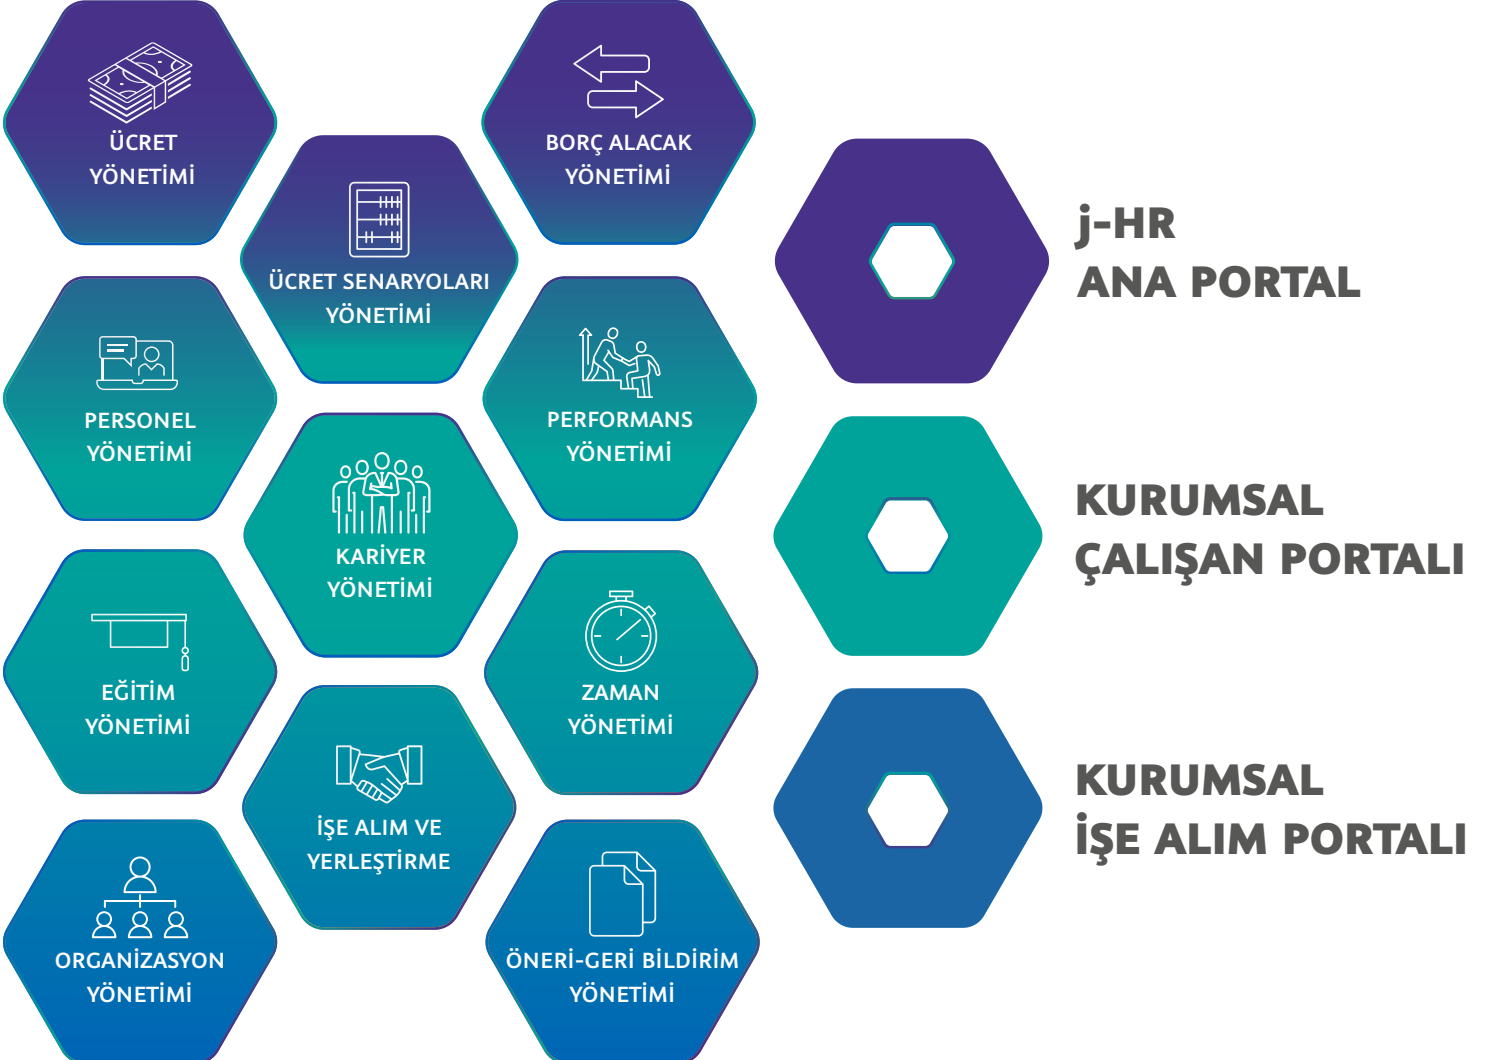 ÜCRET
YÖNETİMİ
BORÇ ALACAK
YÖNETİMİ
ÜCRET SENARYOLARI
YÖNETİMİ
PERSONEL
YÖNETİMİ
PERFORMANS
YÖNETİMİ
KARİYER
YÖNETİMİ
EĞİTİM
YÖNETİMİ
ZAMAN
YÖNETİMİ
İŞE ALIM VE
YERLEŞTİRME
ORGANİZASYON
YÖNETİMİ
ÖNERİ-GERİ BİLDİRİM
YÖNETİMİ
j-HR
ANA PORTAL
KURUMSAL
ÇALIŞAN PORTALI
KURUMSAL
İŞE ALIM PORTALI